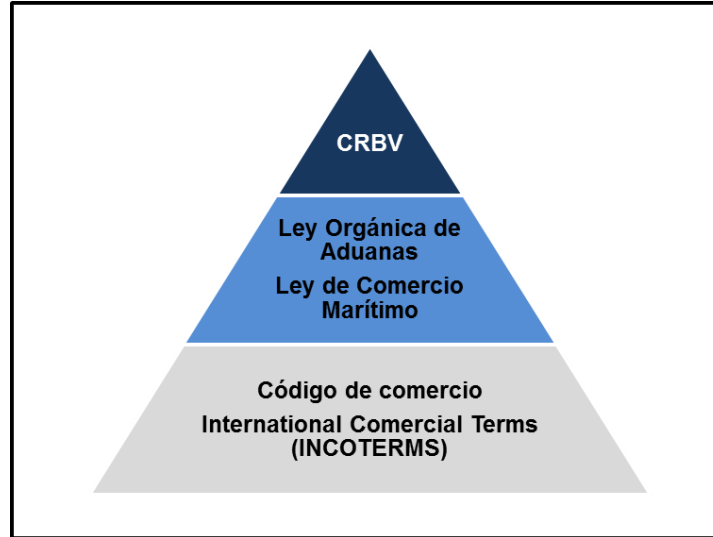 CRBV
Ley Orgánica de
Aduanas
Ley de Comercio
Marítimo
Código de comercio
International Comercial Terms
(INCOTERMS)